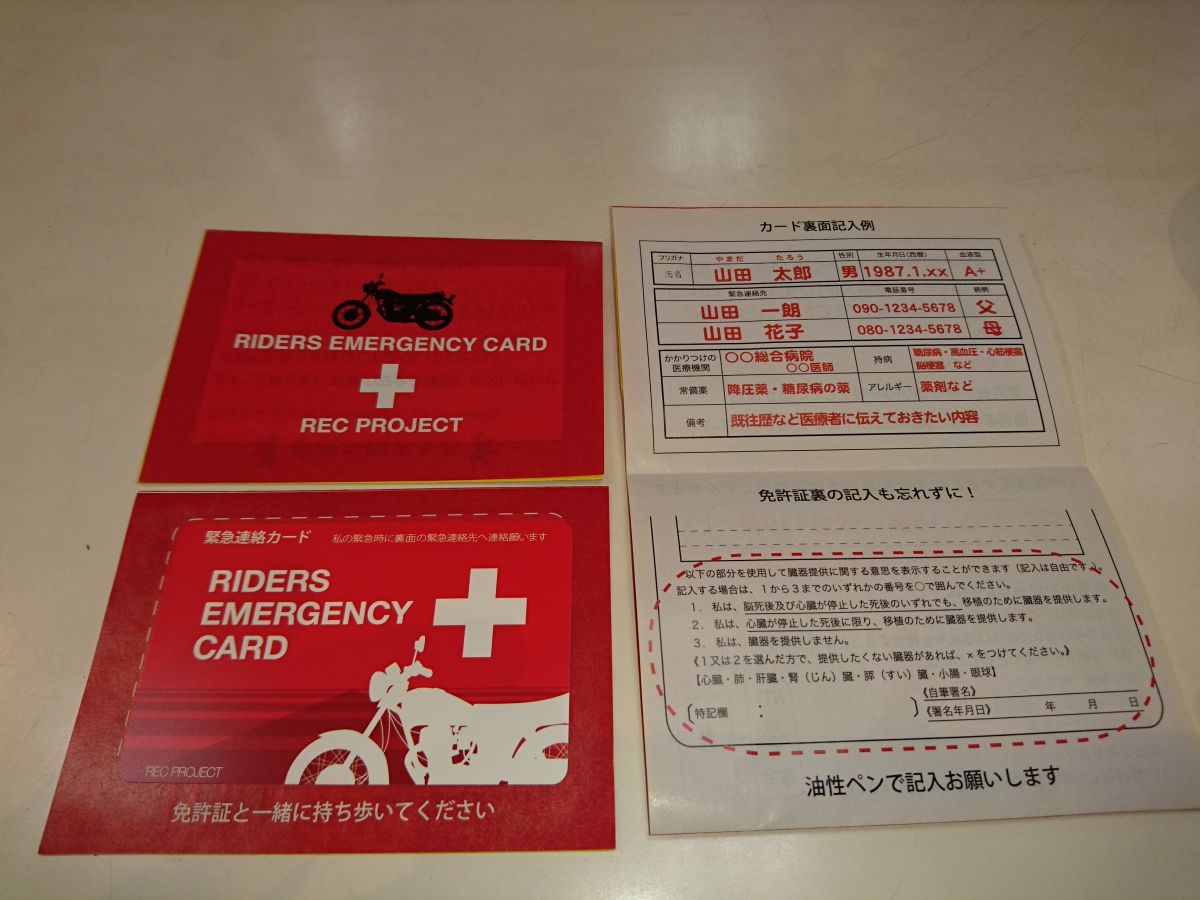 RIDERS EMERGENCY CARD
REC PROJECT
緊急連絡カード 私の緊急時に裏面の緊急連絡先へ連絡願います
RIDERS
EMERGENCY
CARD
REC PROJECT
免許証と一緒に持ち歩いてください
カード裏面記入例
フリガナ やまだ たろう 性別 生年月日(西暦) 血液型
氏名 山田 太郎 男 1987.1.xx A+
緊急連絡先 電話番号 続柄
山田 一朗 090-1234-5678 父
山田 花子 080-1234-5678 母
かかりつけの医療機関 〇〇総合病院 〇〇医師 持病 糖尿病・高血圧・心筋梗塞 脳梗塞 など
常備薬 降圧薬・糖尿病の薬 アレルギー 薬剤など
備考 既往歴など医療者に伝えておきたい内容
免許証裏の記入も忘れずに!
以下の部分を使用して臓器提供に関する意思を表示することができます(記入は自由です。)
記入する場合は、1から3までのいずれかの番号を〇で囲んでください。
1. 私は、脳死後及び心臓が停止した死後のいずれでも、移植のために臓器を提供します。
2. 私は、心臓が停止した死後に限り、移植のために臓器を提供します。
3. 私は、臓器を提供しません。
《1又は2を選んだ方で、提供したくない臓器があれば、×をつけてください。》
【心臓・肺・肝臓・腎(じん)臓・膵(すい)臓・小腸・眼球】
《自筆署名》
(特記欄 : ) 《署名年月日》 年 月 日
油性ペンで記入お願いします